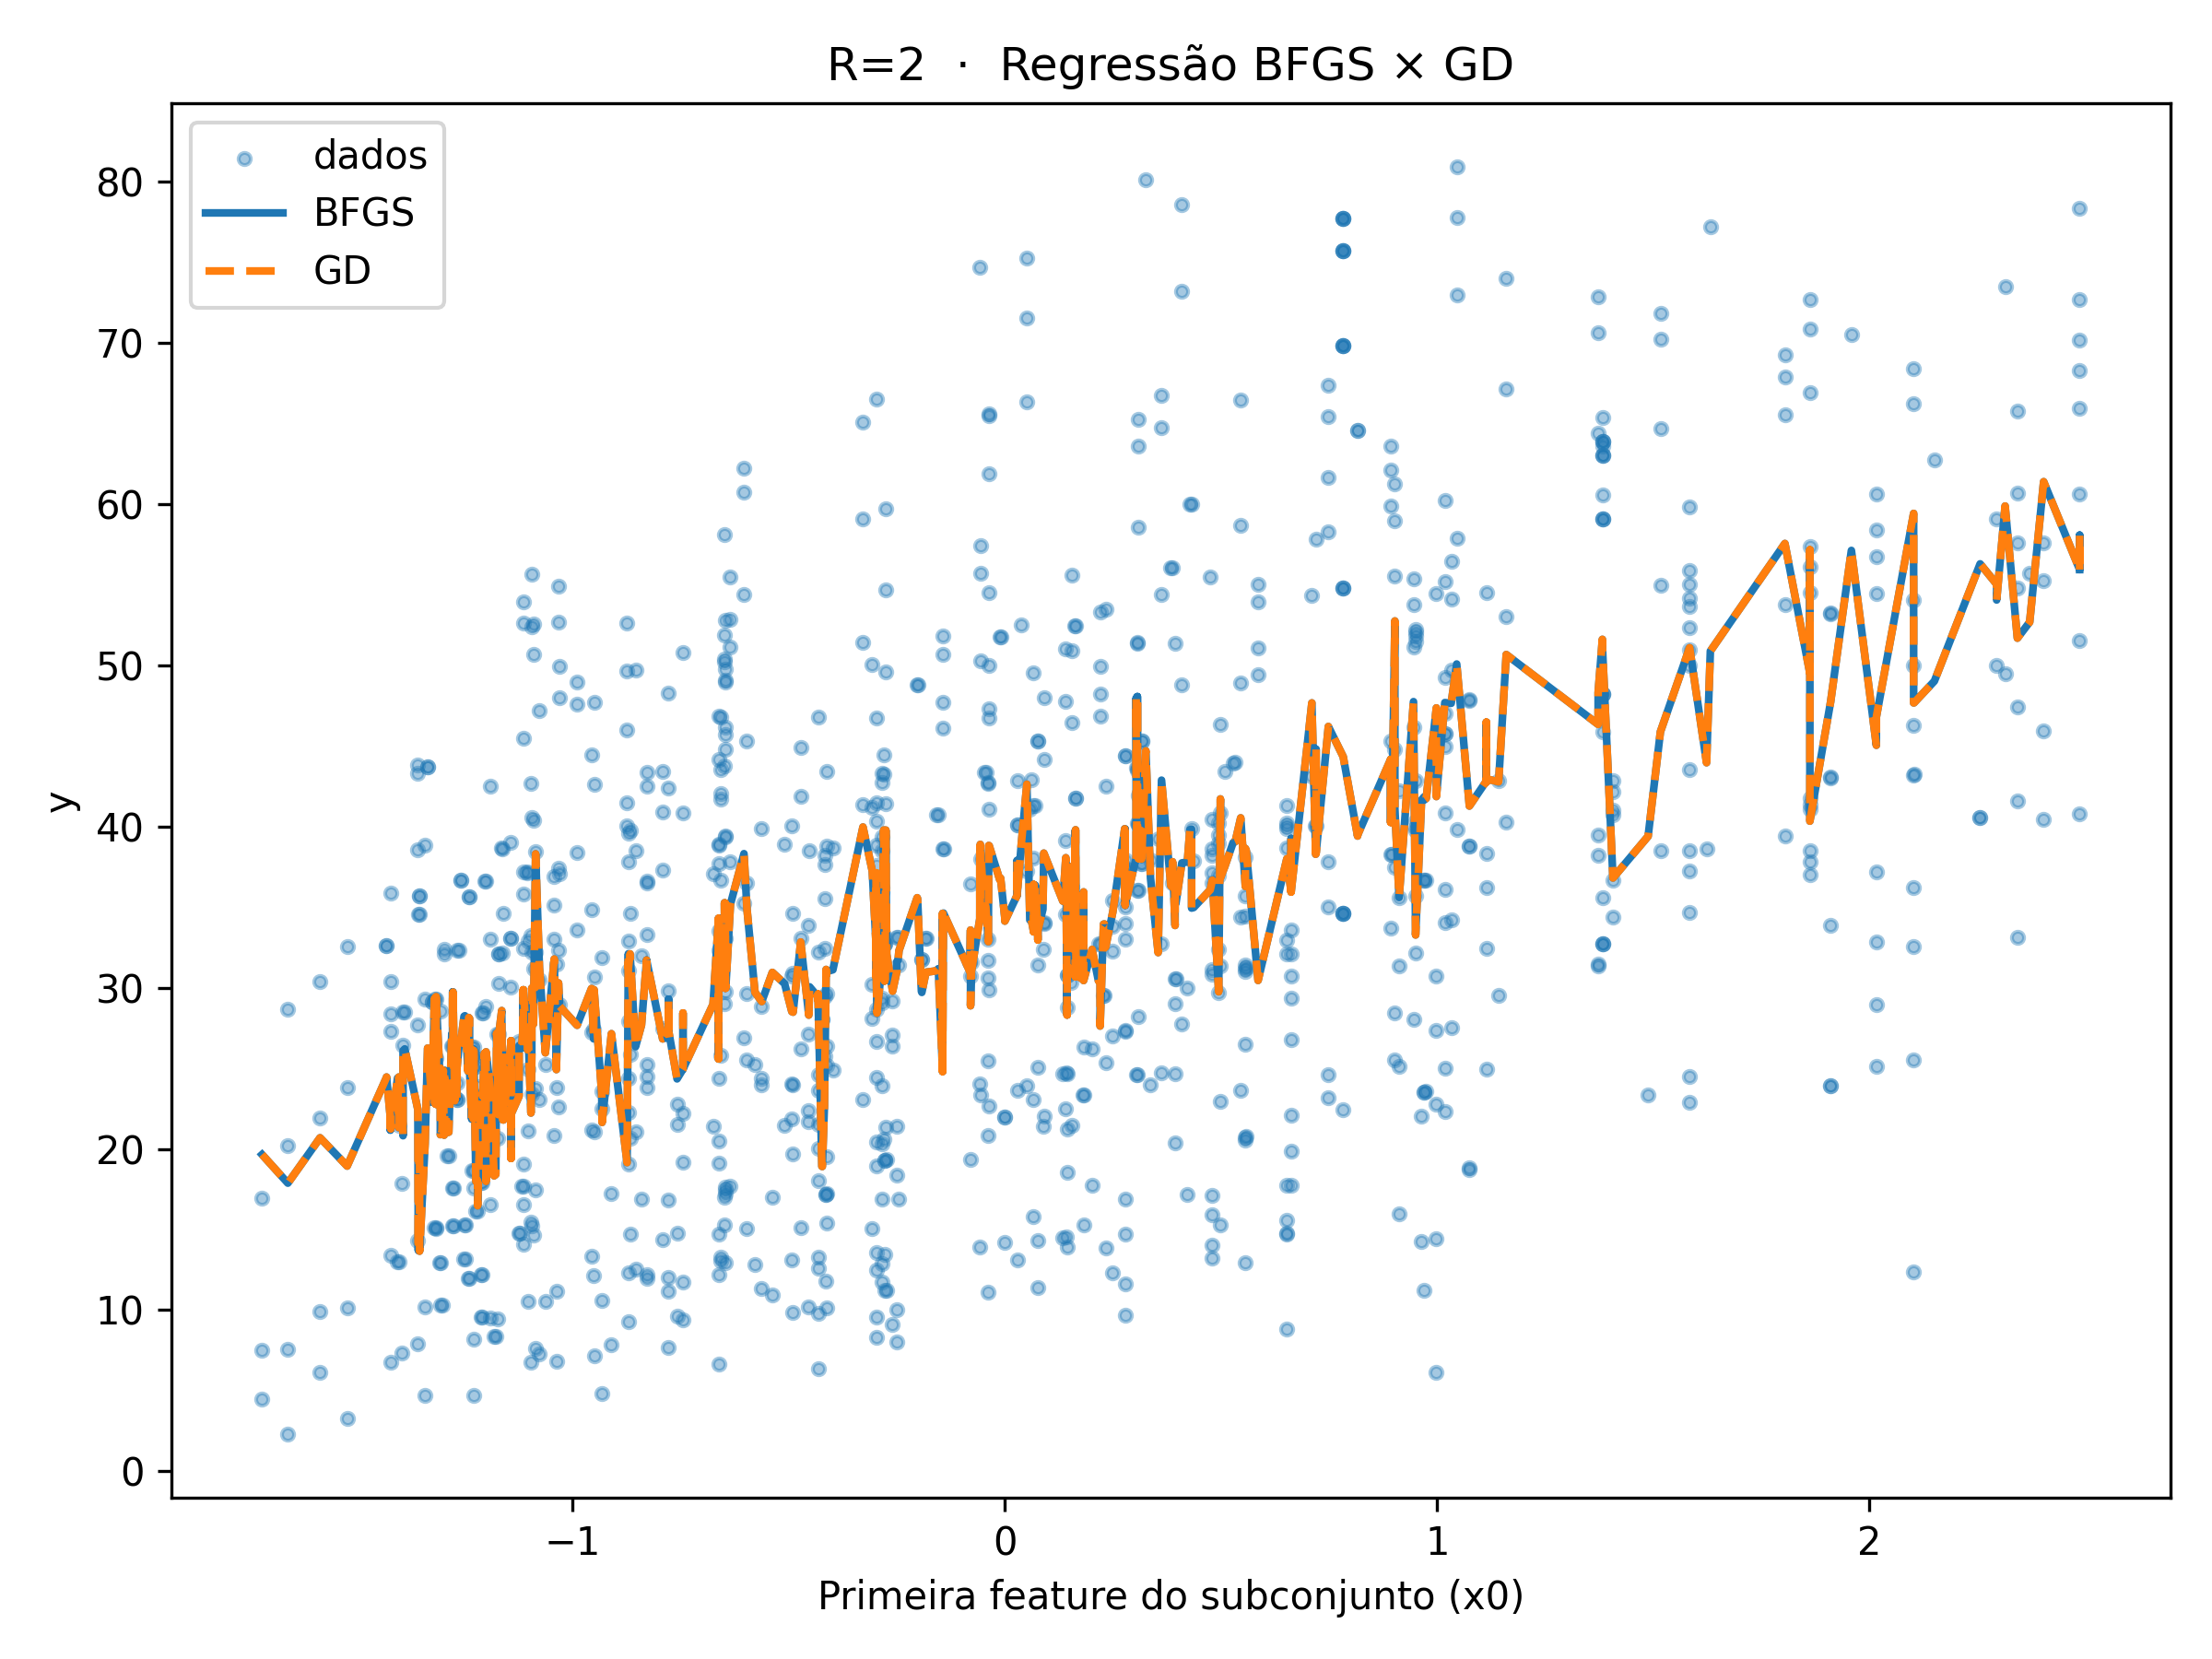 R=2 · Regressão BFGS × GD
dados
BFGS
GD
80
70
60
50
40
30
20
10
0
y
−1
0
1
2
Primeira feature do subconjunto (x0)